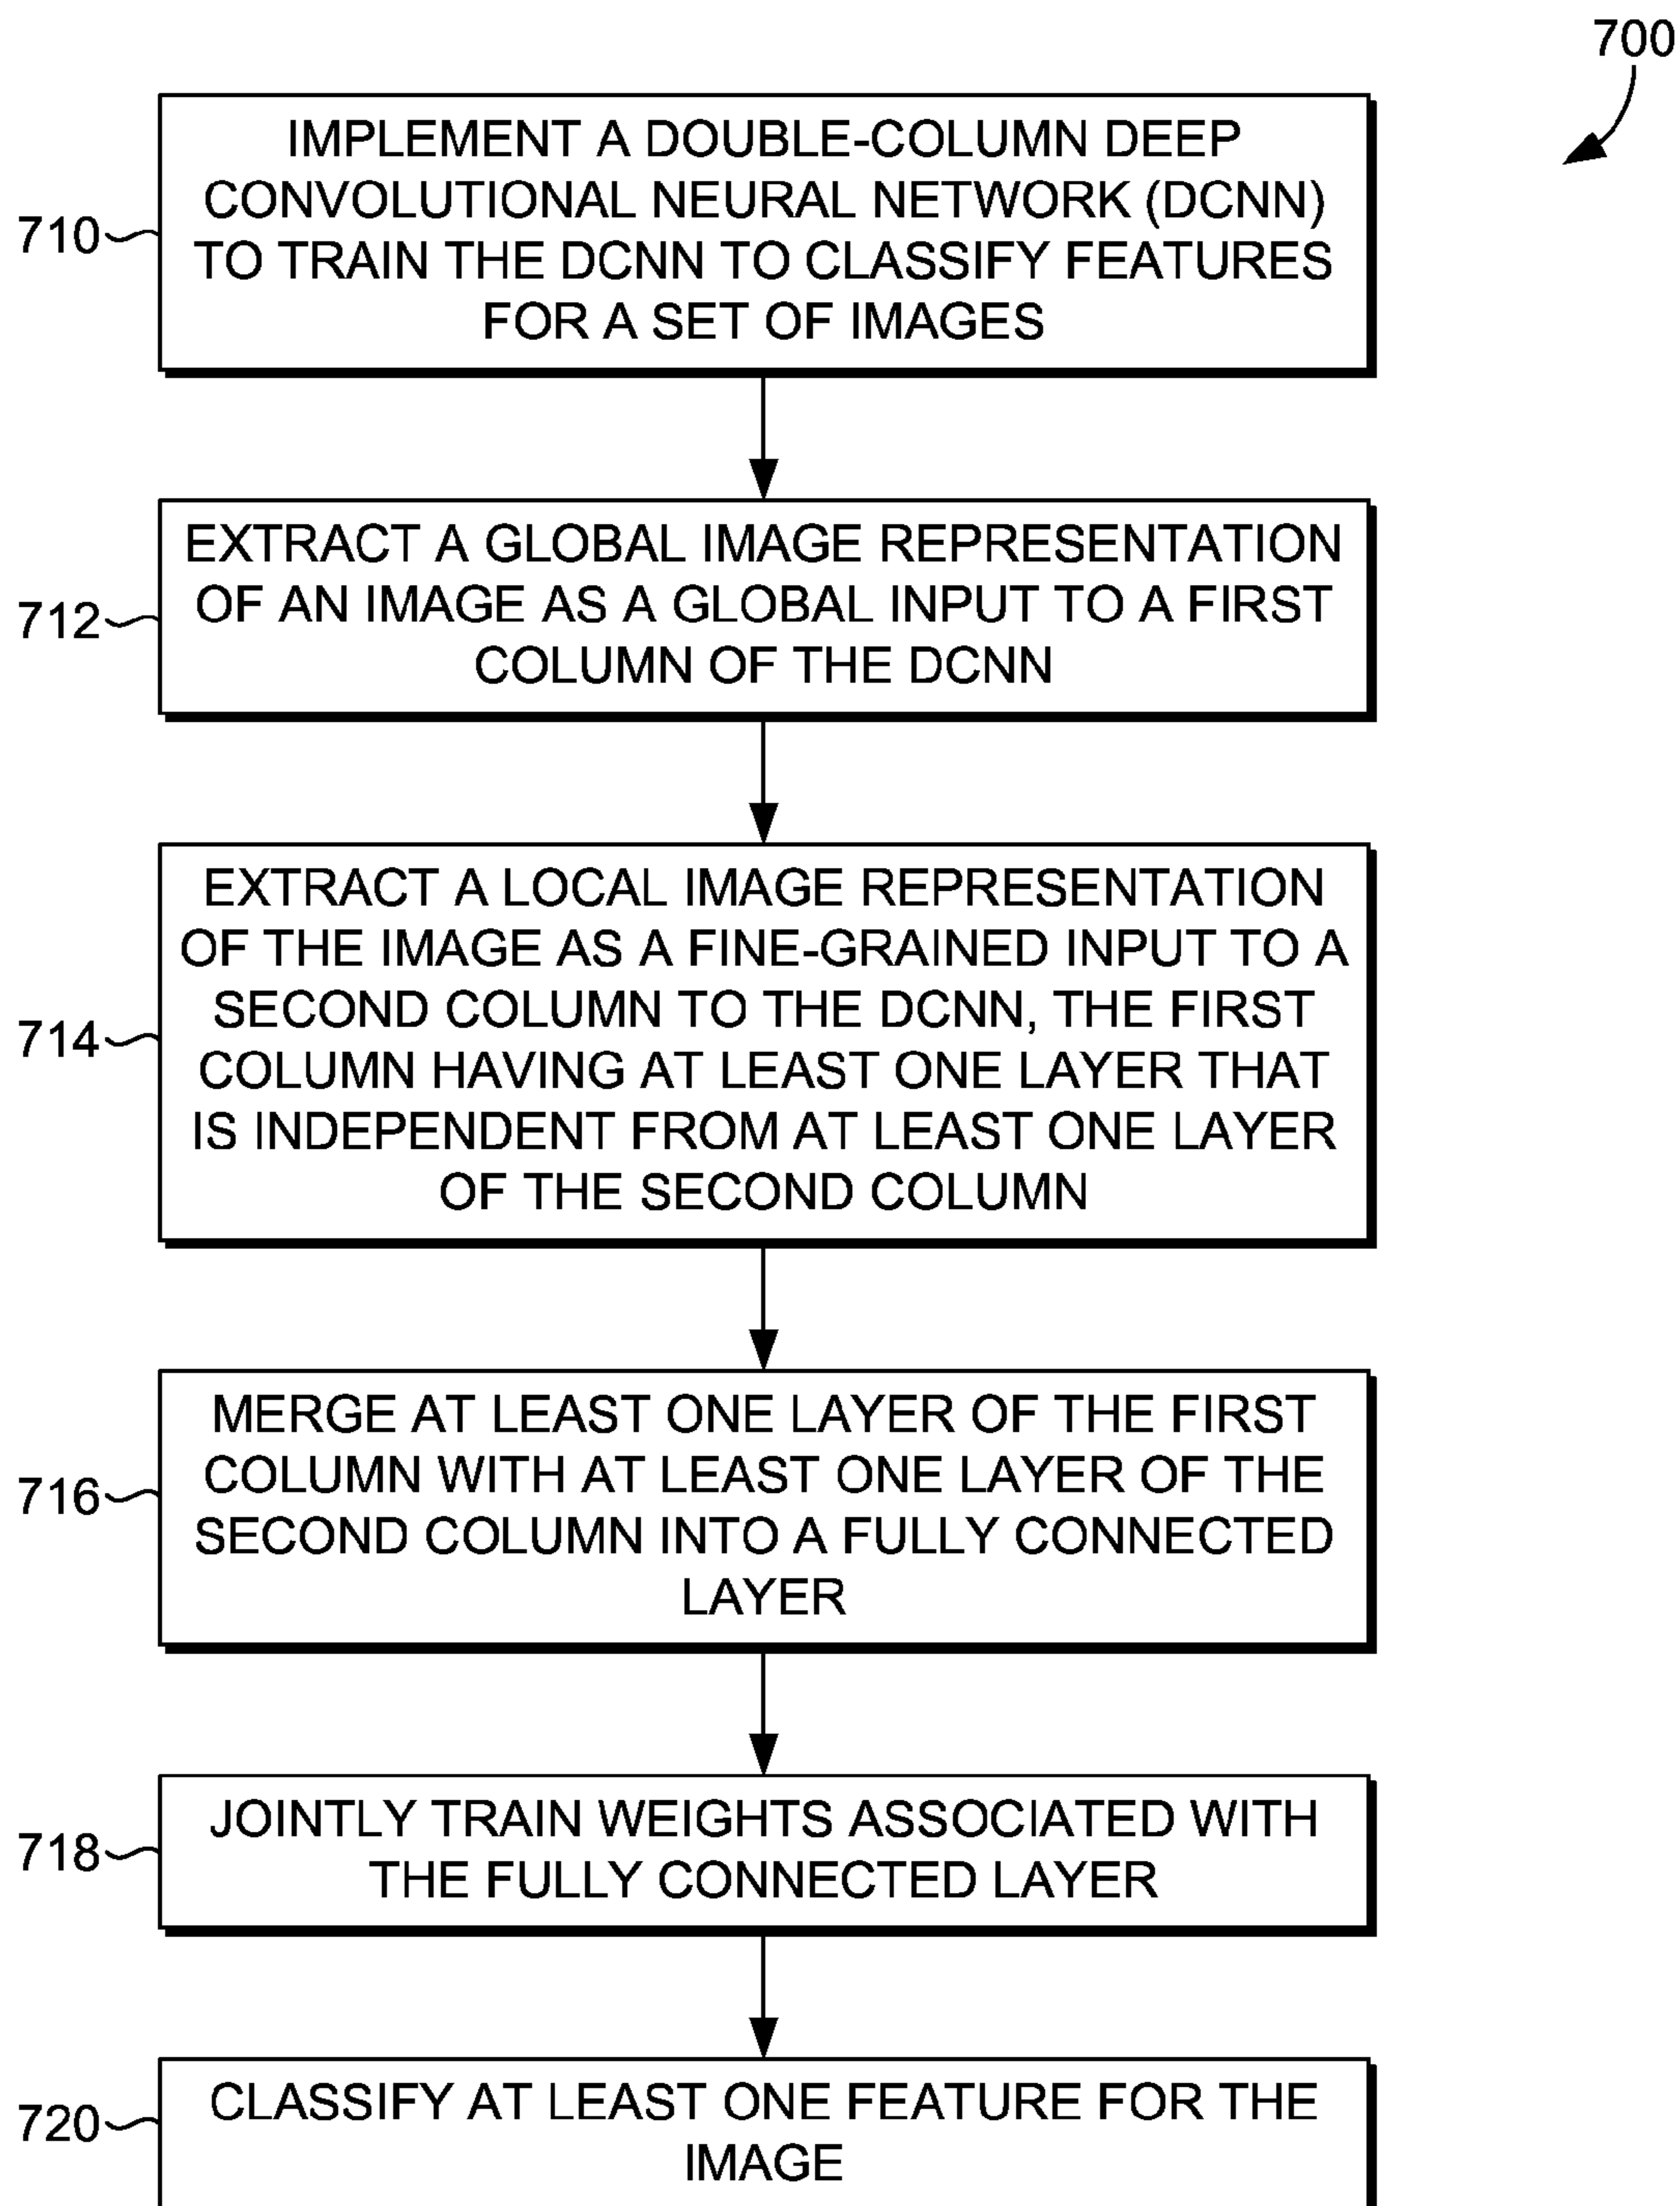 700
710
IMPLEMENT A DOUBLE-COLUMN DEEP
CONVOLUTIONAL NEURAL NETWORK (DCNN)
TO TRAIN THE DCNN TO CLASSIFY FEATURES
FOR A SET OF IMAGES
712
EXTRACT A GLOBAL IMAGE REPRESENTATION
OF AN IMAGE AS A GLOBAL INPUT TO A FIRST
COLUMN OF THE DCNN
714
EXTRACT A LOCAL IMAGE REPRESENTATION
OF THE IMAGE AS A FINE-GRAINED INPUT TO A
SECOND COLUMN TO THE DCNN, THE FIRST
COLUMN HAVING AT LEAST ONE LAYER THAT
IS INDEPENDENT FROM AT LEAST ONE LAYER
OF THE SECOND COLUMN
716
MERGE AT LEAST ONE LAYER OF THE FIRST
COLUMN WITH AT LEAST ONE LAYER OF THE
SECOND COLUMN INTO A FULLY CONNECTED
LAYER
718
JOINTLY TRAIN WEIGHTS ASSOCIATED WITH
THE FULLY CONNECTED LAYER
720
CLASSIFY AT LEAST ONE FEATURE FOR THE
IMAGE